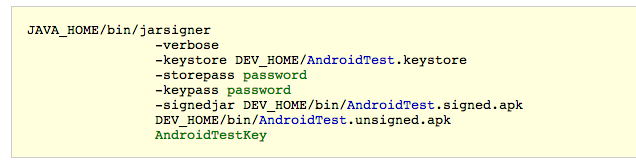 JAVA_HOME/bin/jarsigner
-verbose
-keystore DEV_HOME/AndroidTest.keystore
-storepass password
-keypass password
-signedjar DEV_HOME/bin/AndroidTest.signed.apk
DEV_HOME/bin/AndroidTest.unsigned.apk
AndroidTestKey